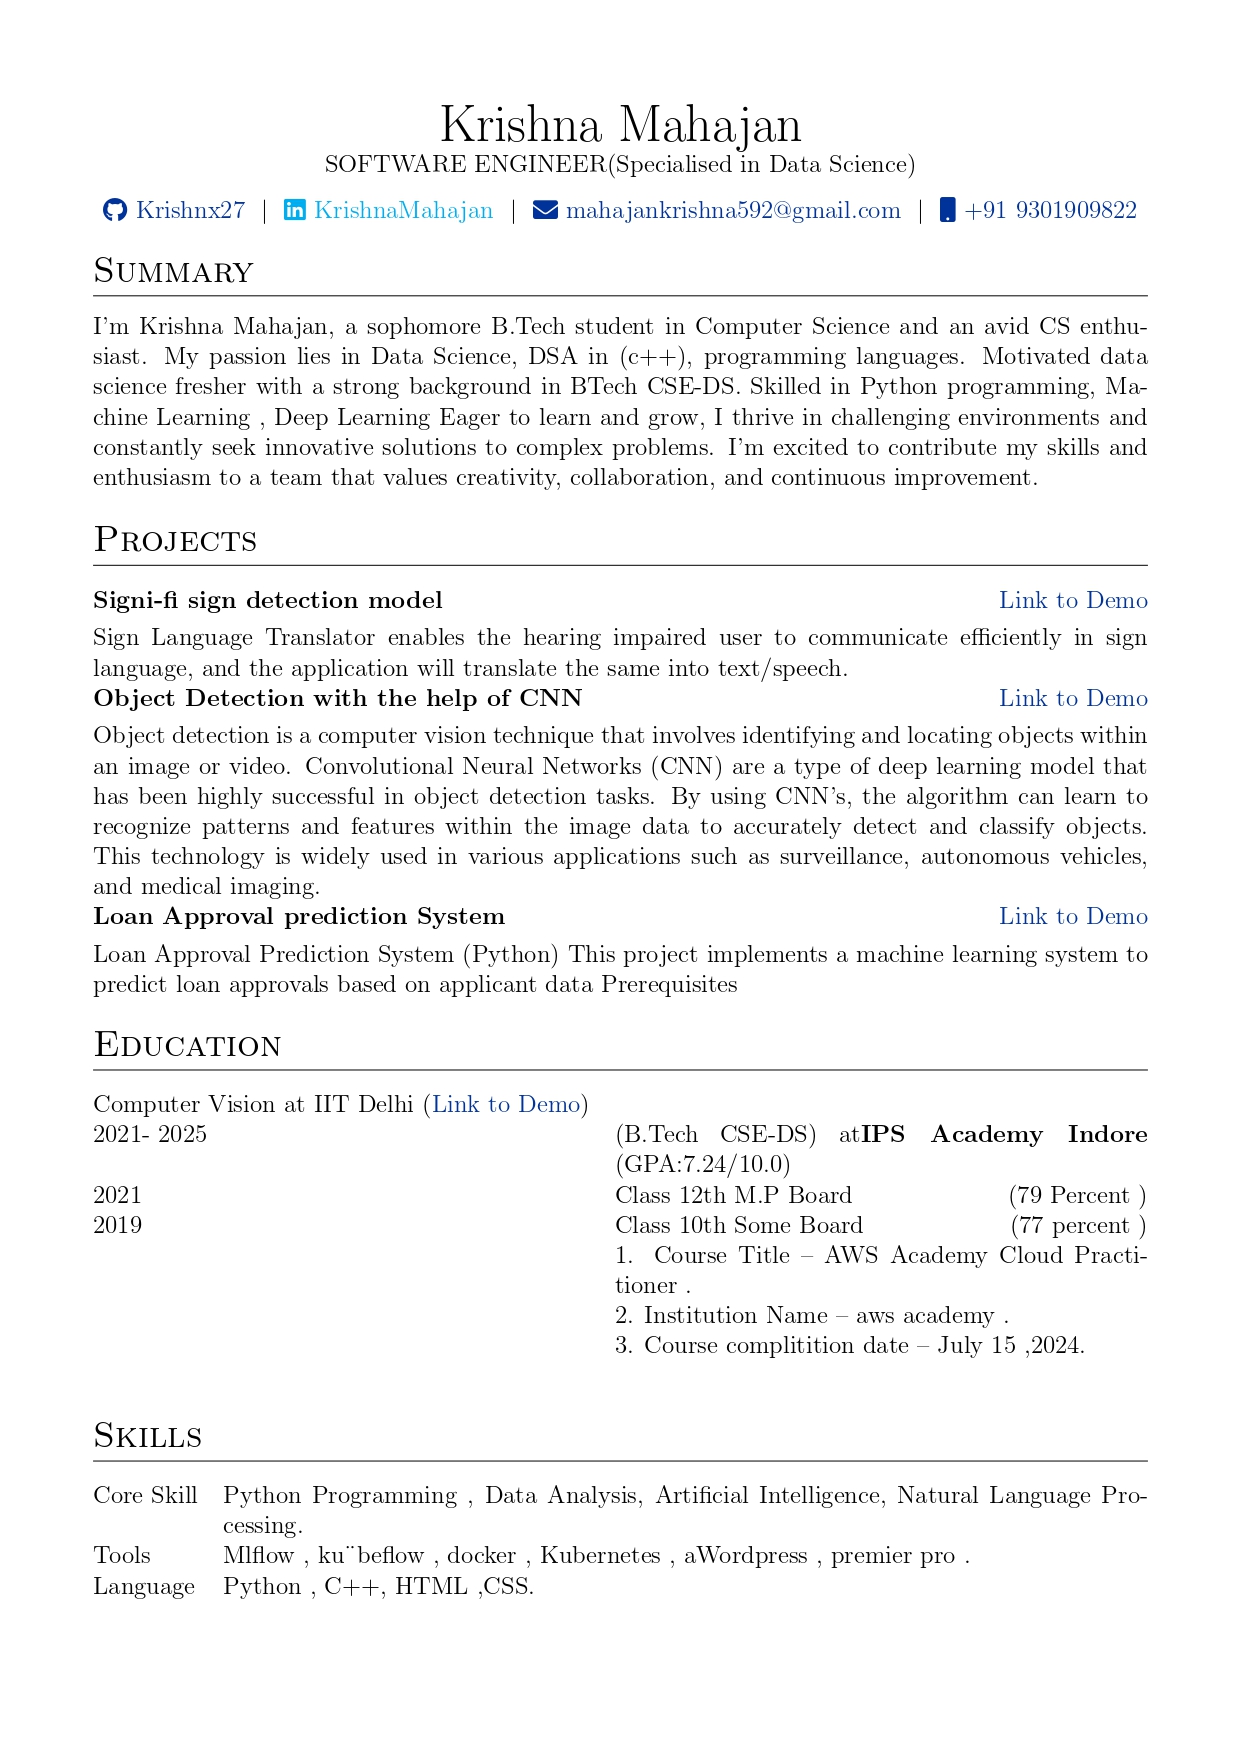 Krishna Mahajan
SOFTWARE ENGINEER(Specialised in Data Science)
Krishnx27 | KrishnaMahajan | mahajankrishna592@gmail.com | +91 9301909822
Summary
I'm Krishna Mahajan, a sophomore B.Tech student in Computer Science and an avid CS enthu-
siast. My passion lies in Data Science, DSA in (c++), programming languages. Motivated data
science fresher with a strong background in BTech CSE-DS. Skilled in Python programming, Ma-
chine Learning , Deep Learning Eager to learn and grow, I thrive in challenging environments and
constantly seek innovative solutions to complex problems. I'm excited to contribute my skills and
enthusiasm to a team that values creativity, collaboration, and continuous improvement.
Projects
Signi-fi sign detection model Link to Demo
Sign Language Translator enables the hearing impaired user to communicate efficiently in sign
language, and the application will translate the same into text/speech.
Object Detection with the help of CNN Link to Demo
Object detection is a computer vision technique that involves identifying and locating objects within
an image or video. Convolutional Neural Networks (CNN) are a type of deep learning model that
has been highly successful in object detection tasks. By using CNN's, the algorithm can learn to
recognize patterns and features within the image data to accurately detect and classify objects.
This technology is widely used in various applications such as surveillance, autonomous vehicles,
and medical imaging.
Loan Approval prediction System Link to Demo
Loan Approval Prediction System (Python) This project implements a machine learning system to
predict loan approvals based on applicant data Prerequisites
Education
Computer Vision at IIT Delhi (Link to Demo)
2021- 2025 (B.Tech CSE-DS) atIPS Academy Indore
(GPA:7.24/10.0)
2021 Class 12th M.P Board (79 Percent )
2019 Class 10th Some Board (77 percent )
1. Course Title – AWS Academy Cloud Practi-
tioner .
2. Institution Name – aws academy .
3. Course complitition date – July 15 ,2024.
Skills
Core Skill Python Programming , Data Analysis, Artificial Intelligence, Natural Language Pro-
cessing.
Tools Mlflow , ku¨beflow , docker , Kubernetes , aWordpress , premier pro .
Language Python , C++, HTML ,CSS.